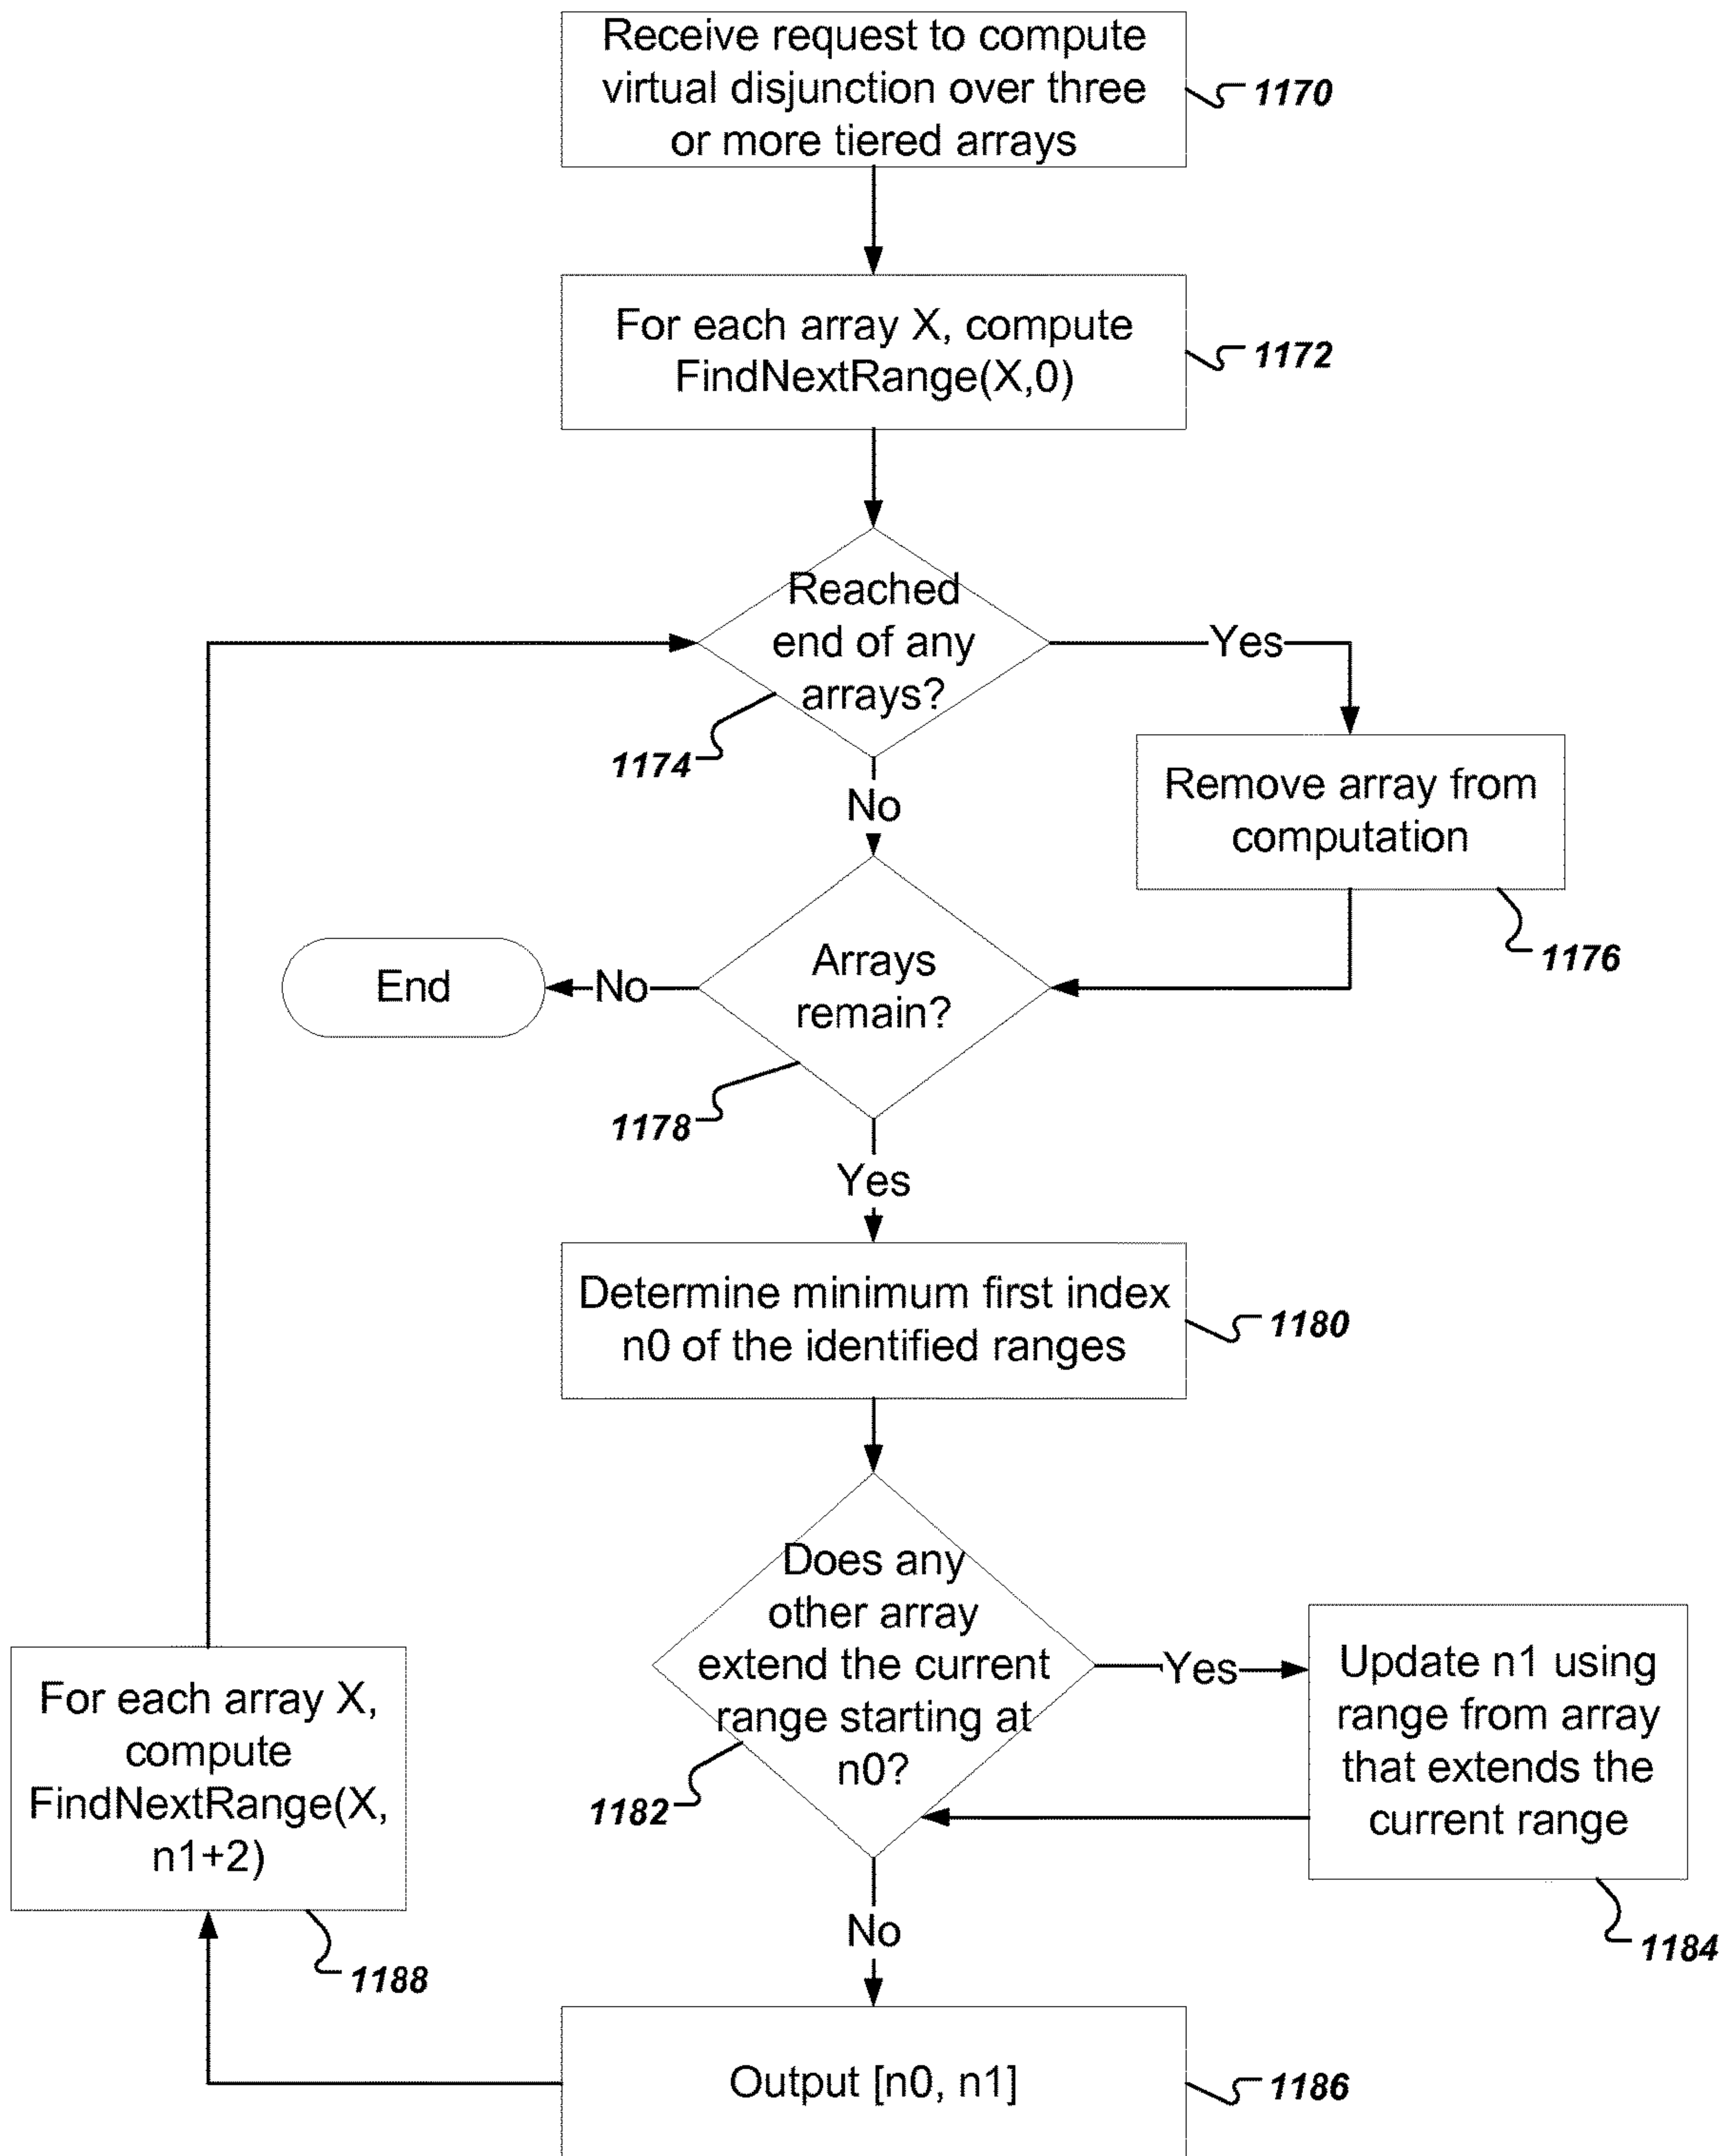 Receive request to compute
virtual disjunction over three
or more tiered arrays
1170
For each array X, compute
FindNextRange(X,0)
1172
Reached
end of any
arrays?
1174
Yes
No
Remove array from
computation
1176
Arrays
remain?
1178
No
End
Yes
Determine minimum first index
n0 of the identified ranges
1180
Does any
other array
extend the current
range starting at
n0?
1182
Yes
Update n1 using
range from array
that extends the
current range
1184
No
Output [n0, n1]
1186
For each array X,
compute
FindNextRange(X,
n1+2)
1188